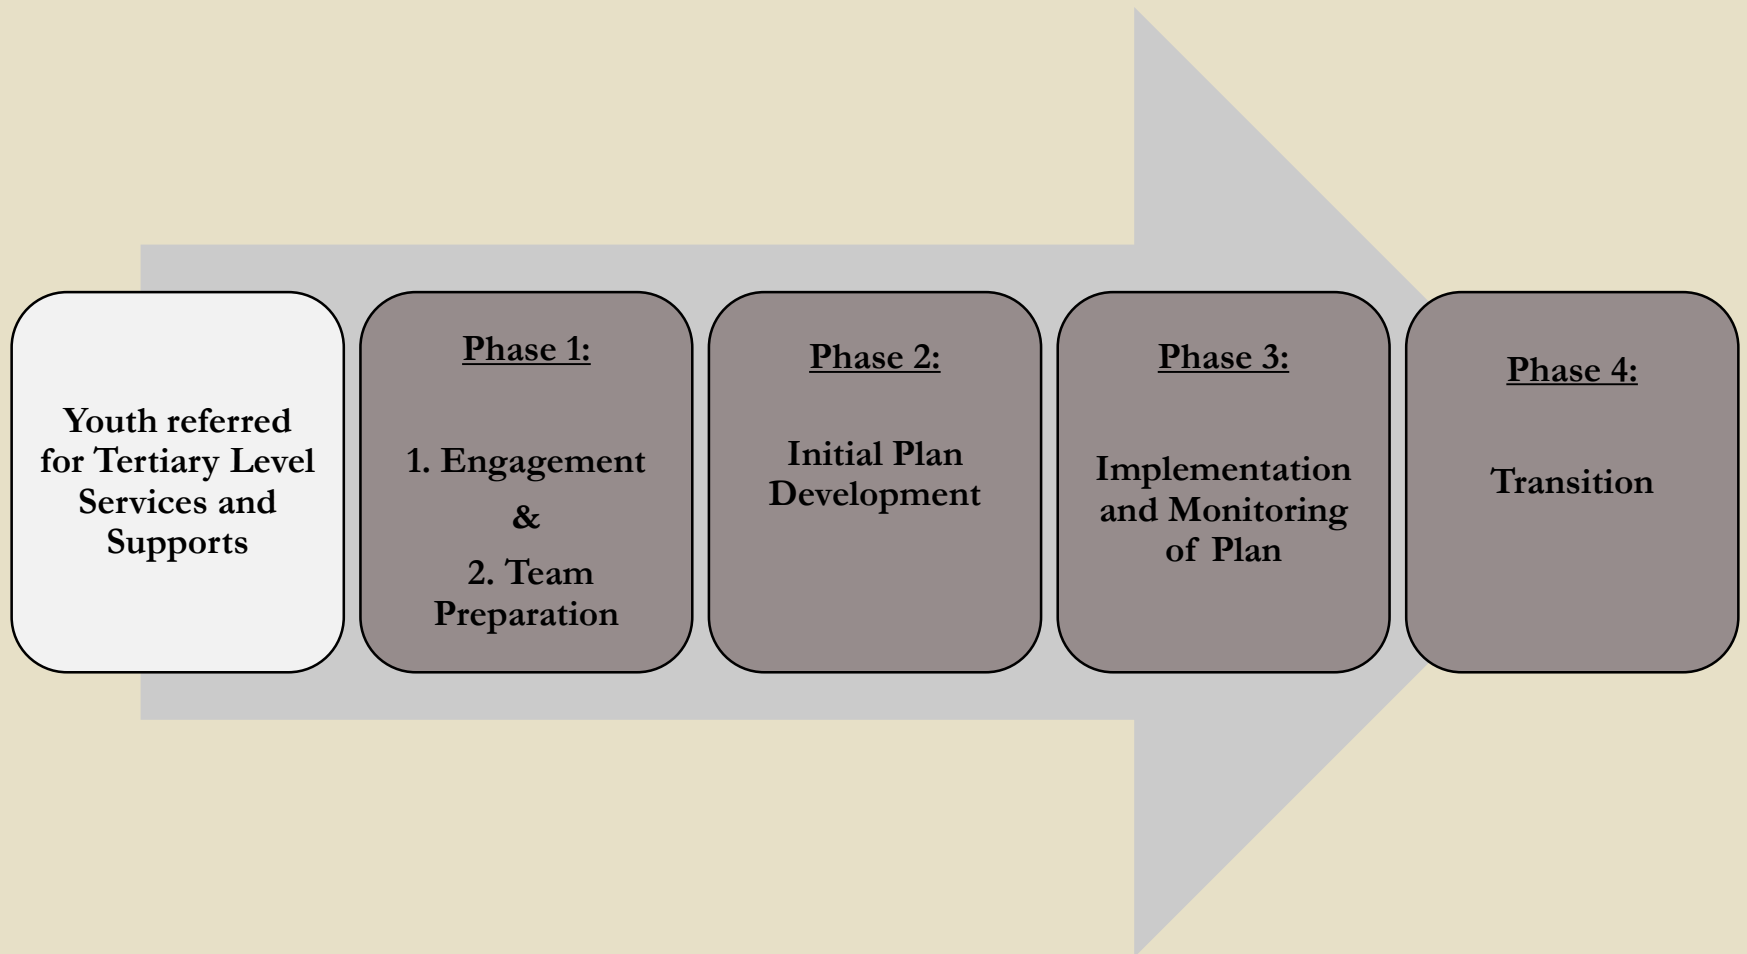 Youth referred
for Tertiary Level
Services and
Supports
Phase 1:
1. Engagement
&
2. Team
Preparation
Phase 2:
Initial Plan
Development
Phase 3:
Implementation
and Monitoring
of Plan
Phase 4:
Transition